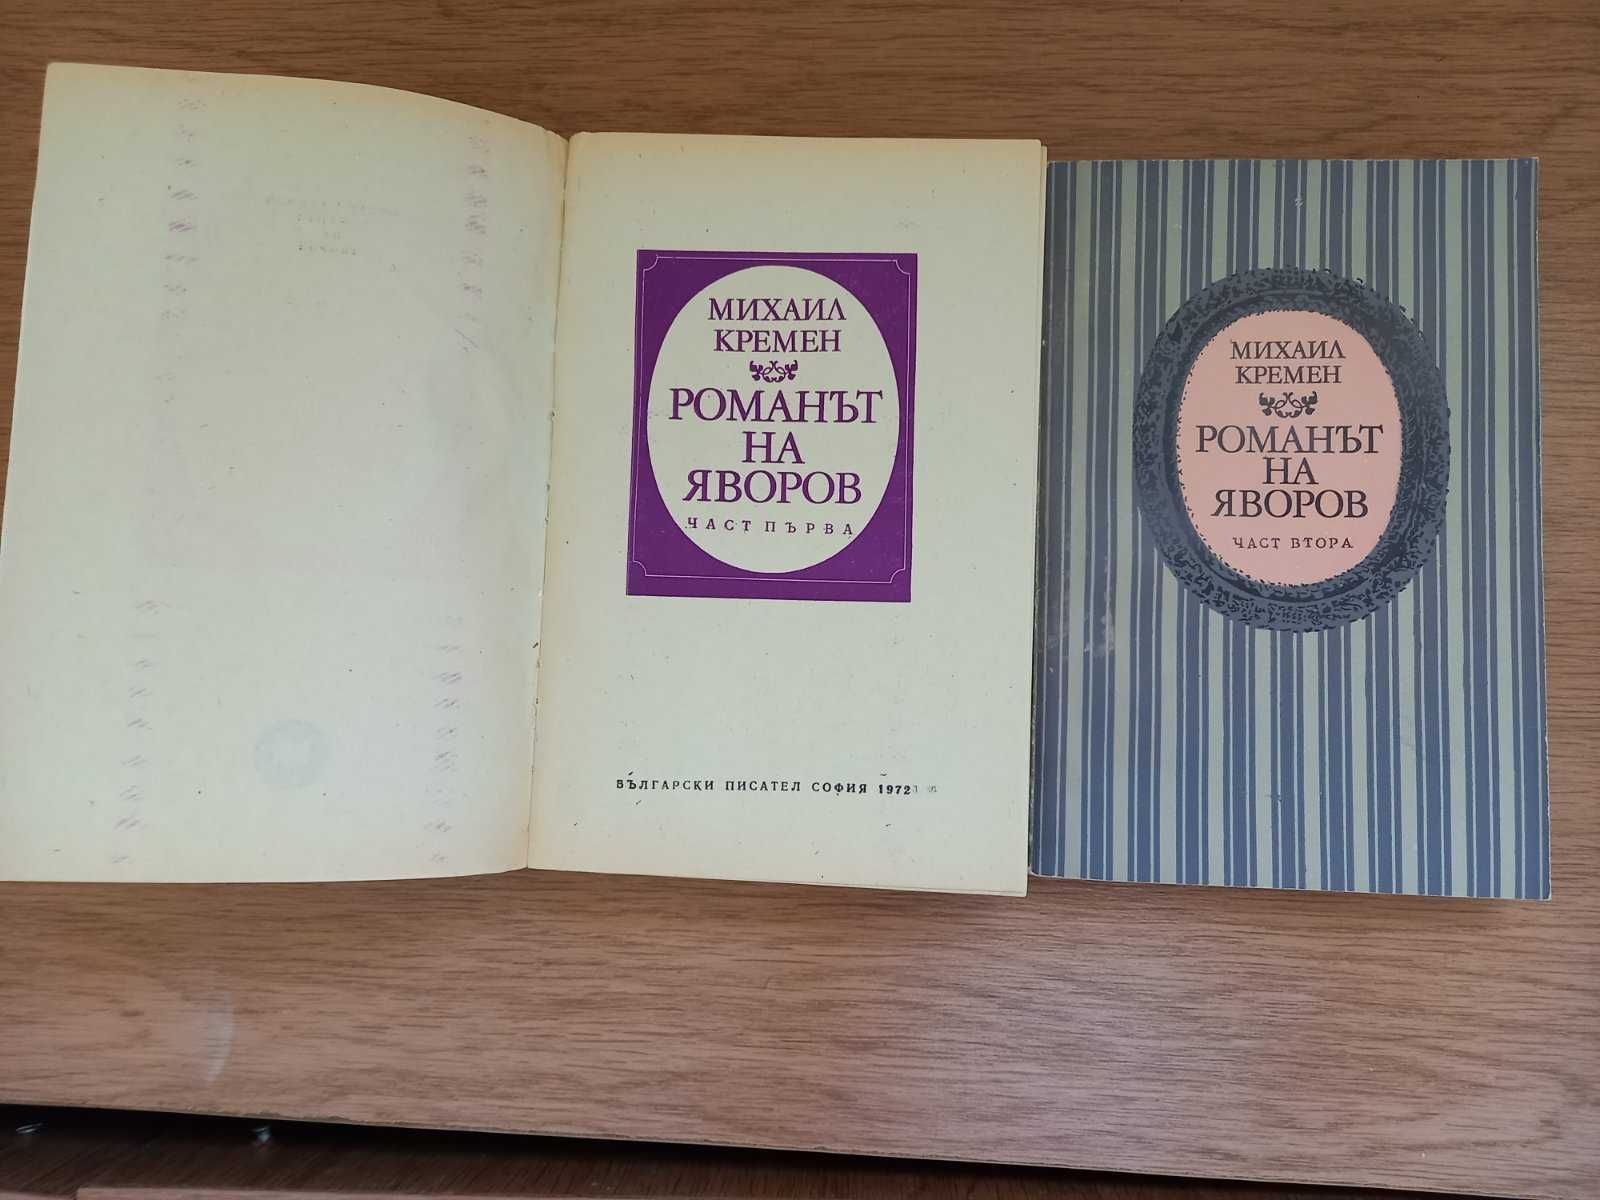 МИХАИЛ
КРЕМЕН
РОМАНЪТ
НА
ЯВОРОВ
ЧАСТ ПЪРВА
БЪЛГАРСКИ ПИСАТЕЛ СОФИЯ 1972
МИХАИЛ
КРЕМЕН
РОМАНЪТ
НА
ЯВОРОВ
ЧАСТ ВТОРА